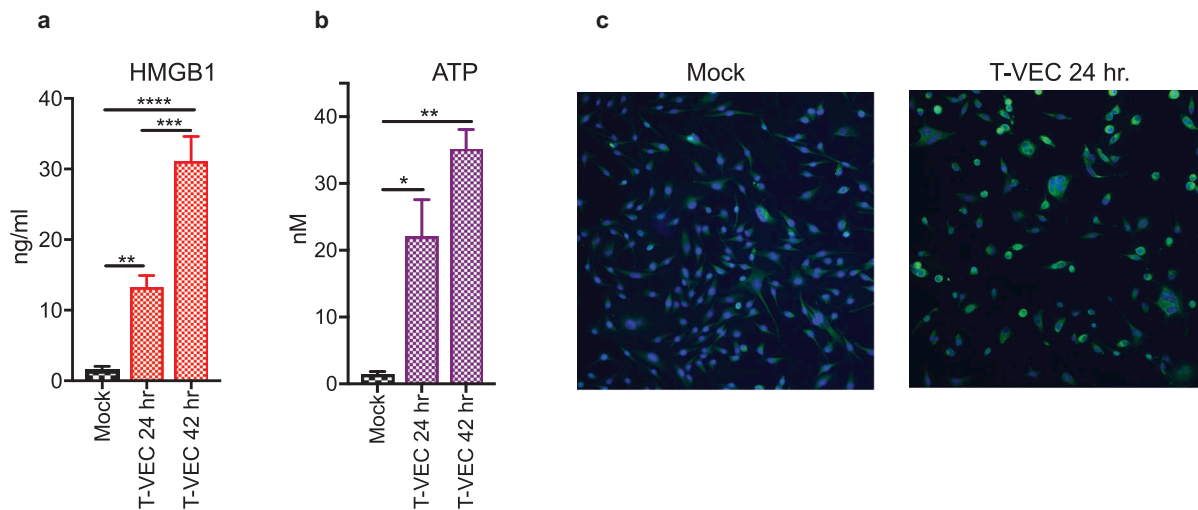 a
HMGB1
ng/ml
40
30
20
10
0
****
***
**
Mock
T-VEC 24 hr
T-VEC 42 hr
b
ATP
nM
40
30
20
10
0
**
*
Mock
T-VEC 24 hr
T-VEC 42 hr
c
Mock
T-VEC 24 hr.